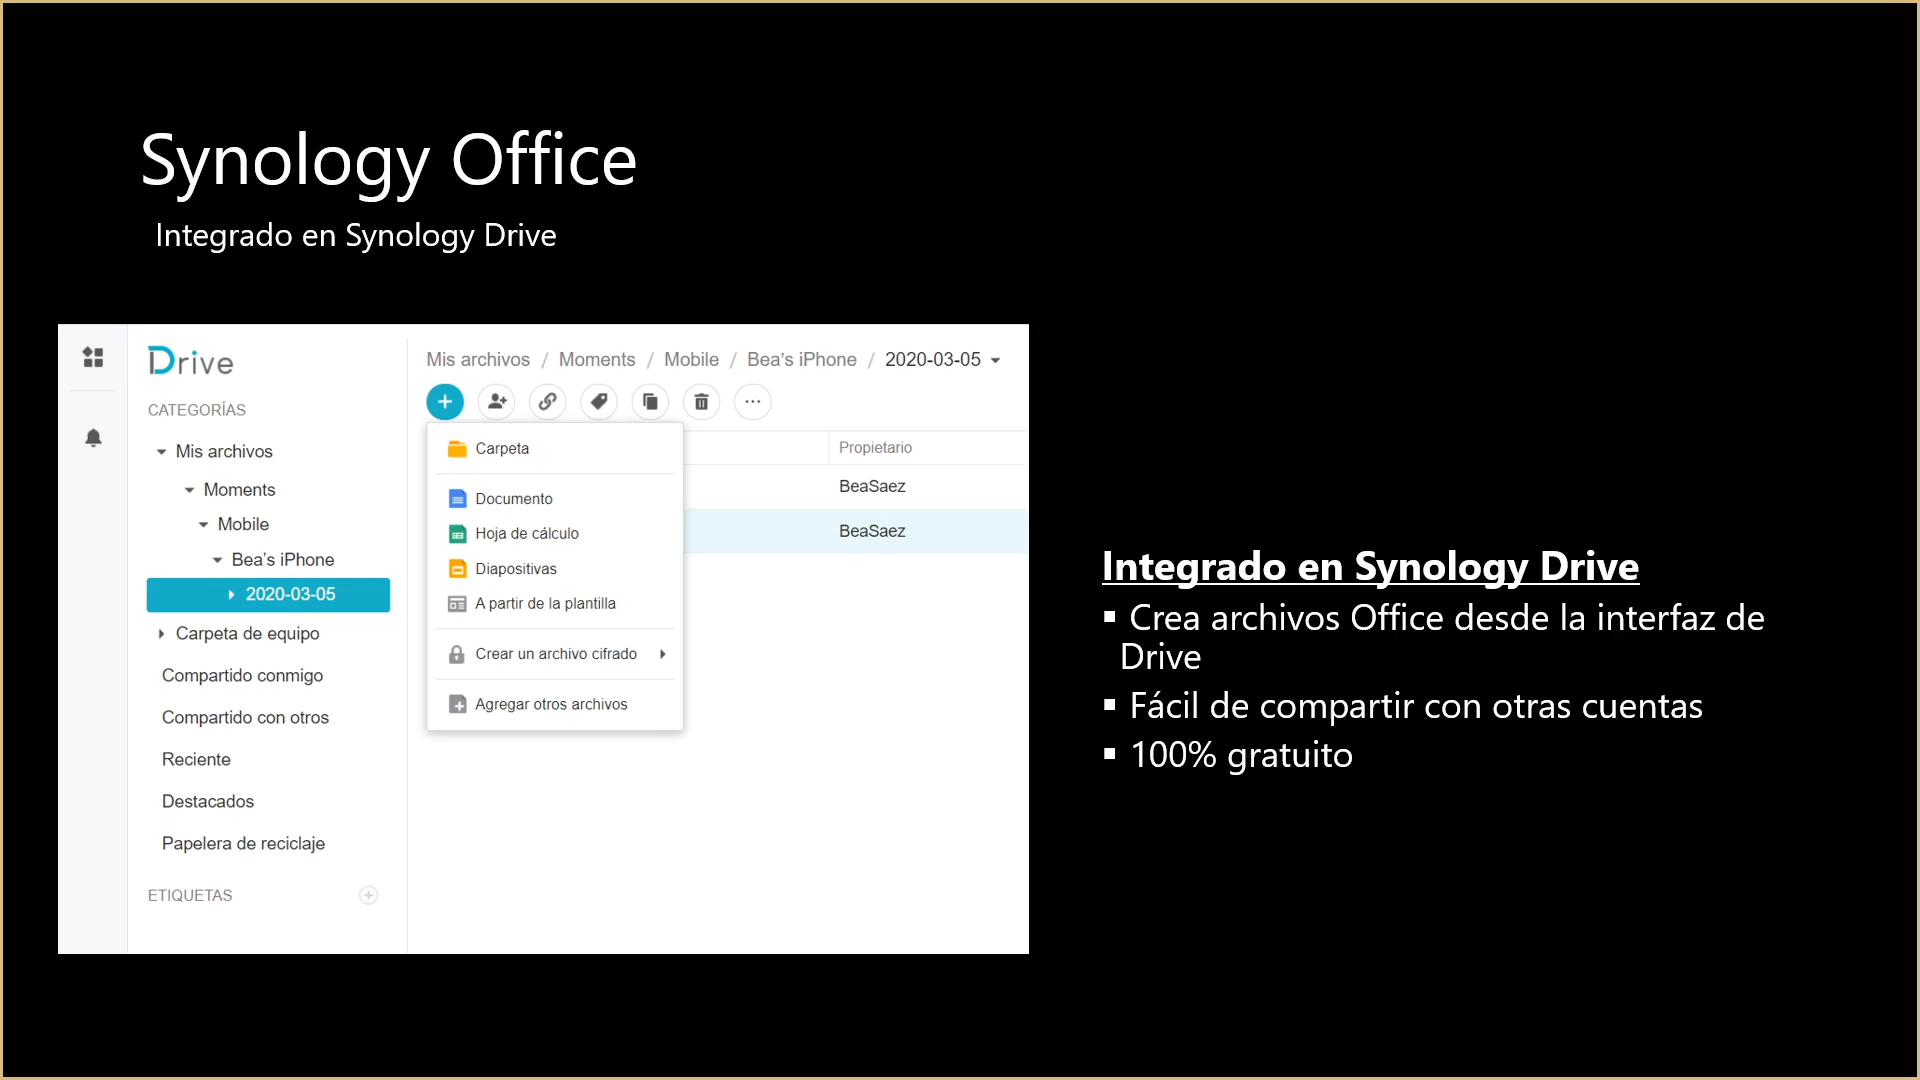 Synology Office
Integrado en Synology Drive
Drive
CATEGORÍAS
Mis archivos
Moments
Mobile
Bea's iPhone
2020-03-05
Carpeta de equipo
Compartido conmigo
Compartido con otros
Reciente
Destacados
Papelera de reciclaje
ETIQUETAS
Mis archivos / Moments / Mobile / Bea's iPhone / 2020-03-05
Carpeta
Documento
Hoja de cálculo
Diapositivas
A partir de la plantilla
Crear un archivo cifrado
Agregar otros archivos
Propietario
BeaSaez
BeaSaez
Integrado en Synology Drive
▪ Crea archivos Office desde la interfaz de
Drive
▪ Fácil de compartir con otras cuentas
▪ 100% gratuito